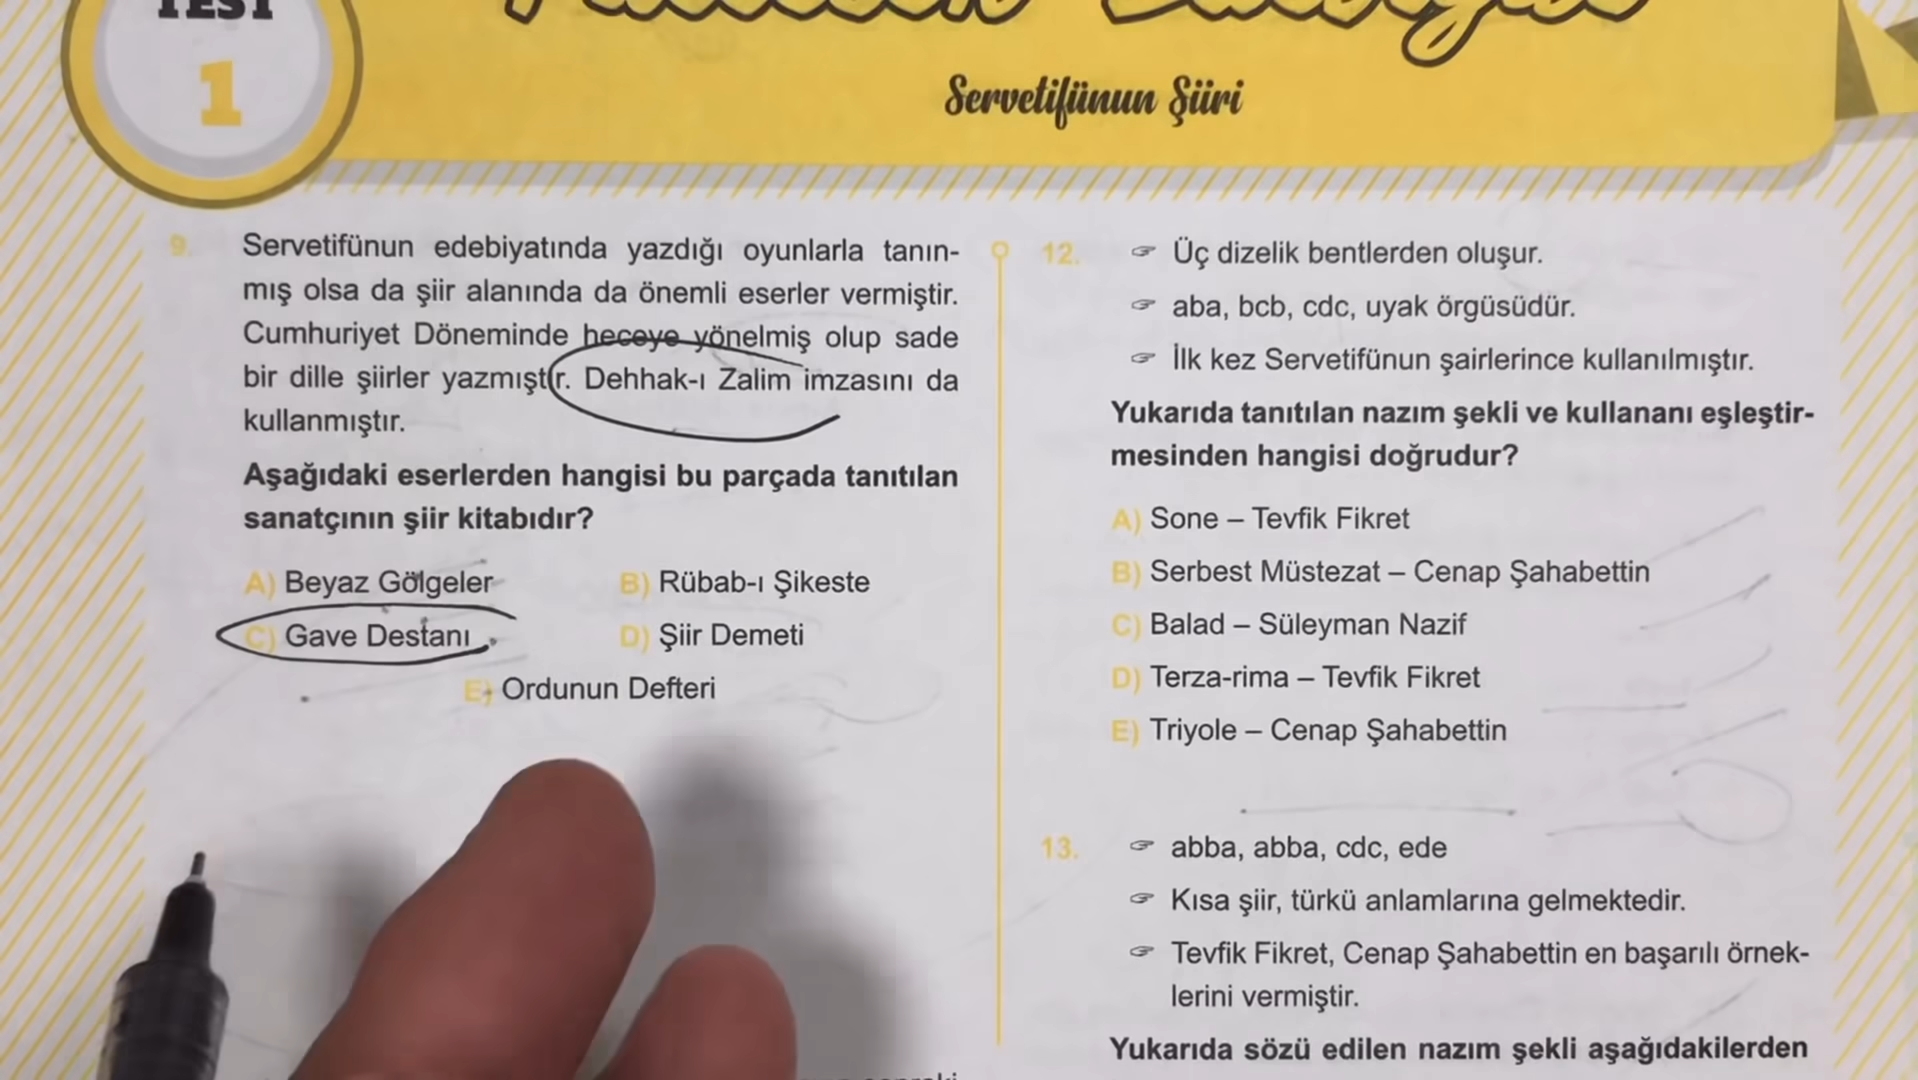 TEST
1
Servetifünun Şiiri
9.
Servetifünun edebiyatında yazdığı oyunlarla tanın-
mış olsa da şiir alanında da önemli eserler vermiştir.
Cumhuriyet Döneminde heceye yönelmiş olup sade
bir dille şiirler yazmıştır. Dehhak-ı Zalim imzasını da
kullanmıştır.
Aşağıdaki eserlerden hangisi bu parçada tanıtılan
sanatçının şiir kitabıdır?
A) Beyaz Gölgeler
B) Rübab-ı Şikeste
C) Gave Destanı
D) Şiir Demeti
E) Ordunun Defteri
12.
☞ Üç dizelik bentlerden oluşur.
☞ aba, bcb, cdc, uyak örgüsüdür.
☞ İlk kez Servetifünun şairlerince kullanılmıştır.
Yukarıda tanıtılan nazım şekli ve kullananı eşleştir-
mesinden hangisi doğrudur?
A) Sone – Tevfik Fikret
B) Serbest Müstezat – Cenap Şahabettin
C) Balad – Süleyman Nazif
D) Terza-rima – Tevfik Fikret
E) Triyole – Cenap Şahabettin
13.
☞ abba, abba, cdc, ede
☞ Kısa şiir, türkü anlamlarına gelmektedir.
☞ Tevfik Fikret, Cenap Şahabettin en başarılı örnek-
lerini vermiştir.
Yukarıda sözü edilen nazım şekli aşağıdakilerden